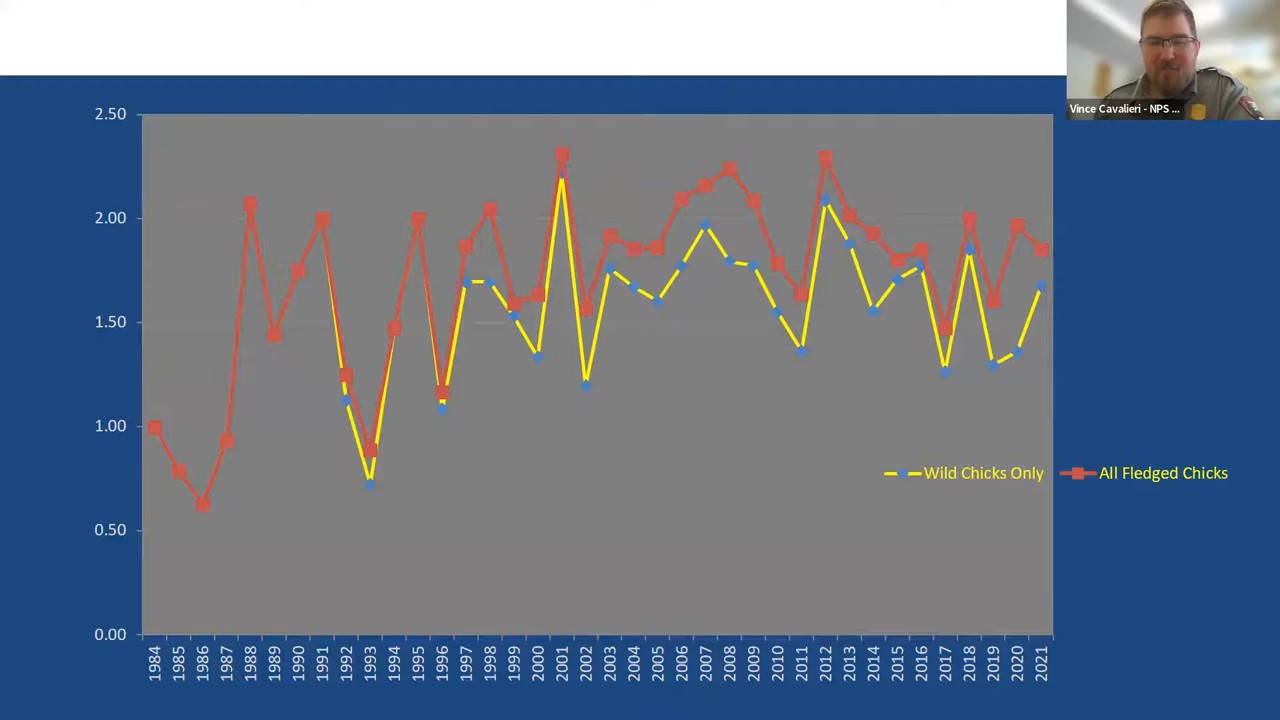 Vince Cavalieri - NPS ...
2.50
2.00
1.50
1.00
0.50
0.00
Wild Chicks Only
All Fledged Chicks
1984 1985 1986 1987 1988 1989 1990 1991 1992 1993 1994 1995 1996 1997 1998 1999 2000 2001 2002 2003 2004 2005 2006 2007 2008 2009 2010 2011 2012 2013 2014 2015 2016 2017 2018 2019 2020 2021